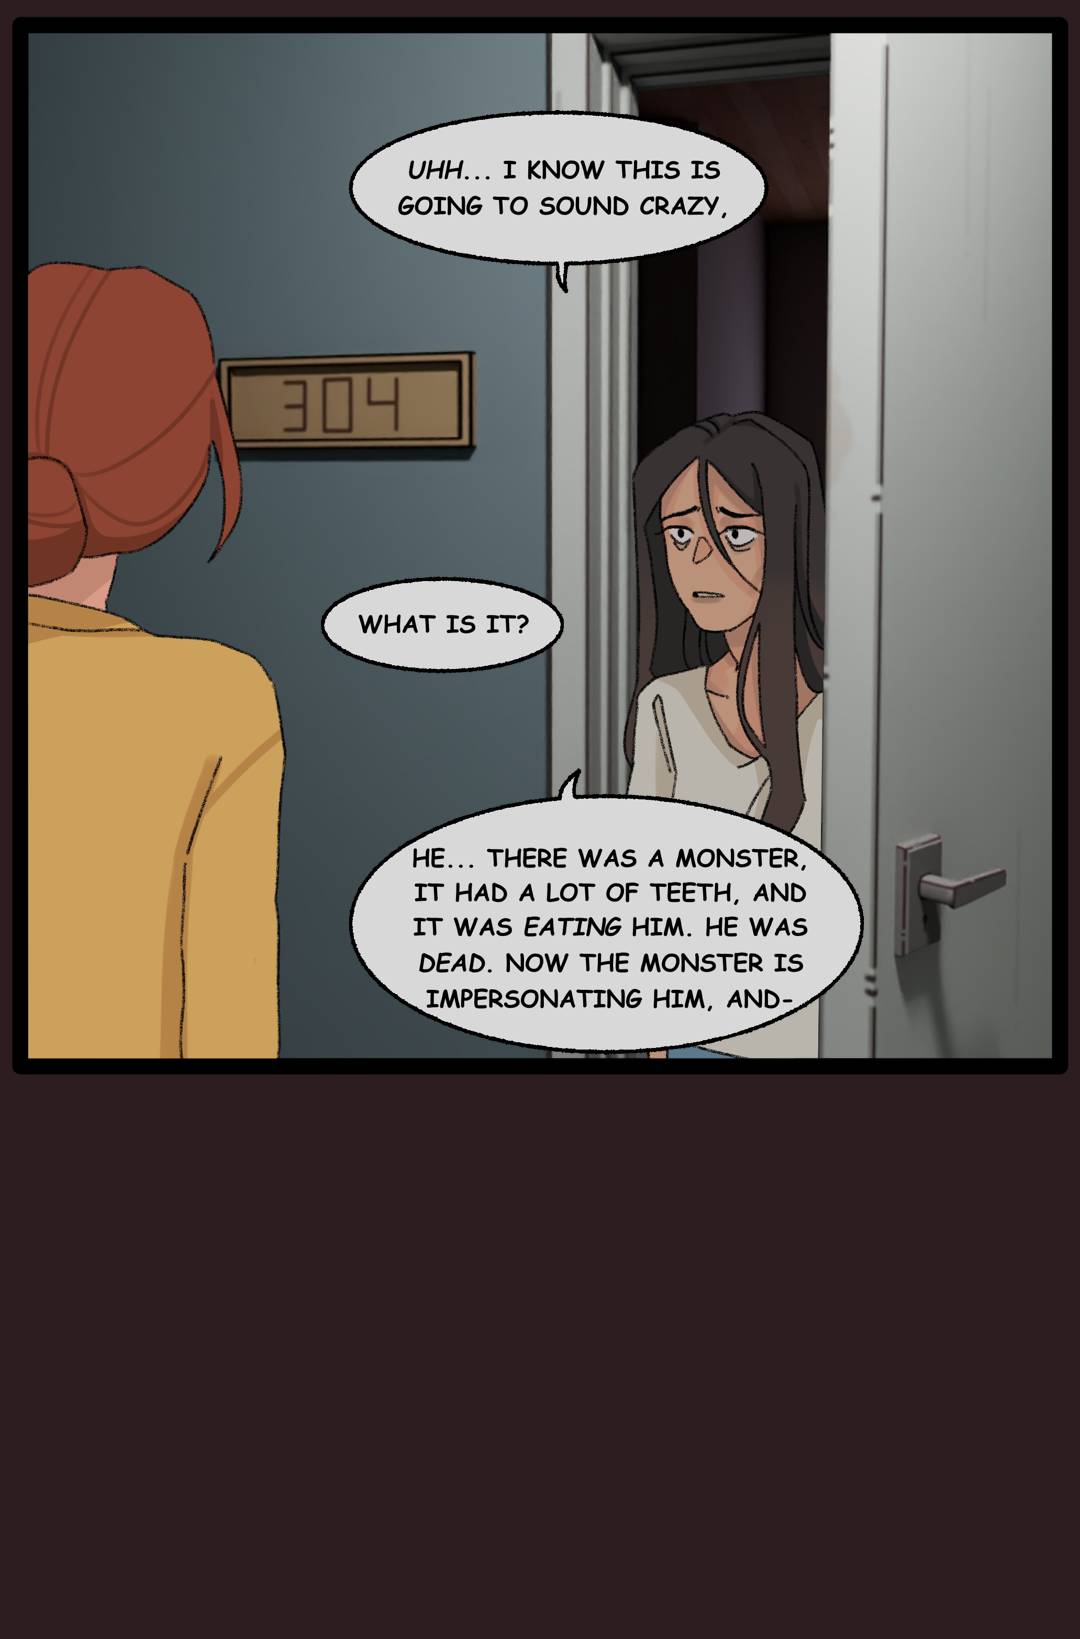 UHH... I KNOW THIS IS
GOING TO SOUND CRAZY,
304
WHAT IS IT?
HE... THERE WAS A MONSTER,
IT HAD A LOT OF TEETH, AND
IT WAS EATING HIM. HE WAS
DEAD. NOW THE MONSTER IS
IMPERSONATING HIM, AND-